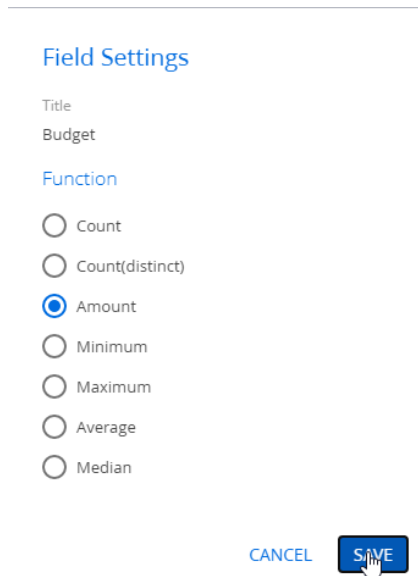 Field Settings
Title
Budget
Function
Count
Count(distinct)
Amount
Minimum
Maximum
Average
Median
CANCEL SAVE